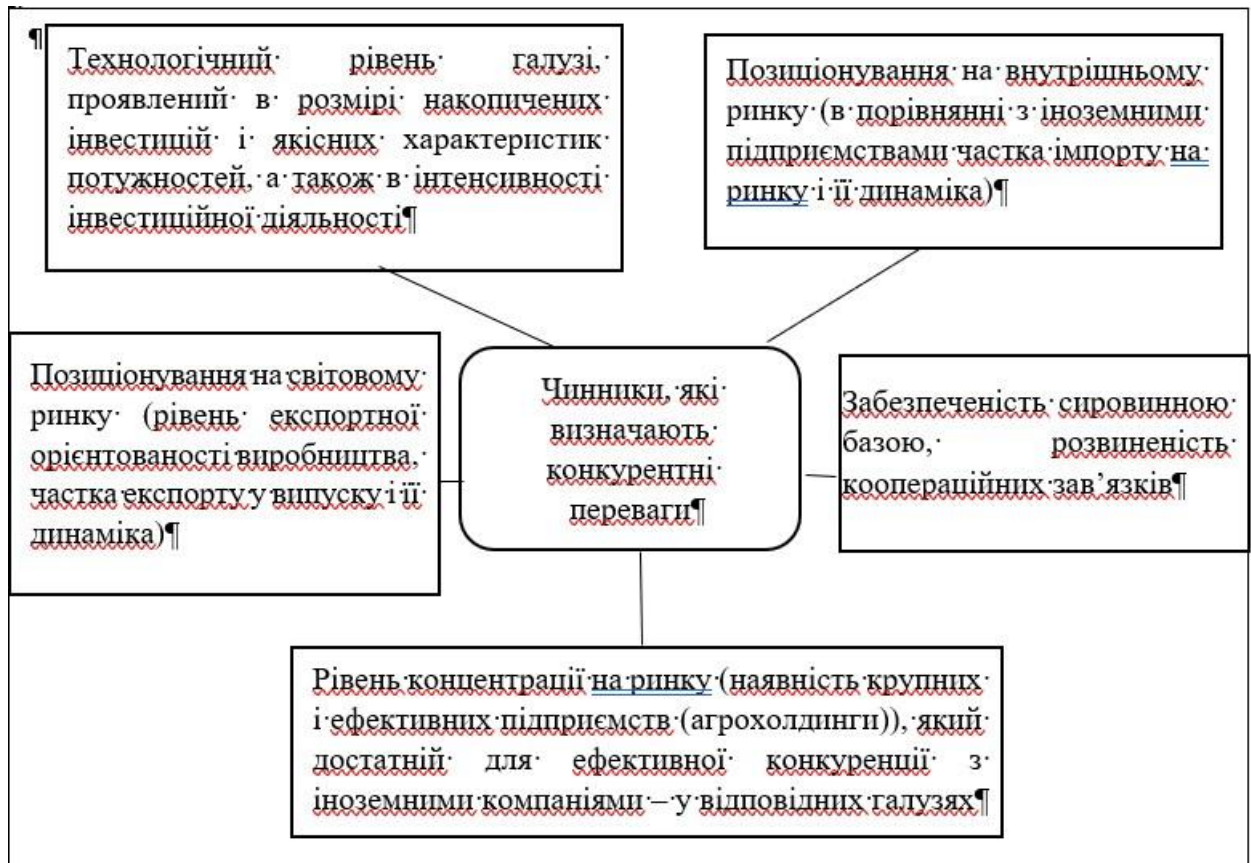 Технологічний рівень галузі,
проявлений в розмірі накопичених
інвестицій і якісних характеристик
потужностей, а також в інтенсивності
інвестиційної діяльності
Позиціонування на внутрішньому
ринку (в порівнянні з іноземними
підприємствами частка імпорту на
ринку і її динаміка)
Позиціонування на світовому
ринку (рівень експортної
орієнтованості виробництва,
частка експорту у випуску і її
динаміка)
Чинники, які
визначають
конкурентні
переваги
Забезпеченість сировинною
базою, розвиненість
коопераційних зав’язків
Рівень концентрації на ринку (наявність крупних
і ефективних підприємств (агрохолдинги)), який
достатній для ефективної конкуренції з
іноземними компаніями – у відповідних галузях